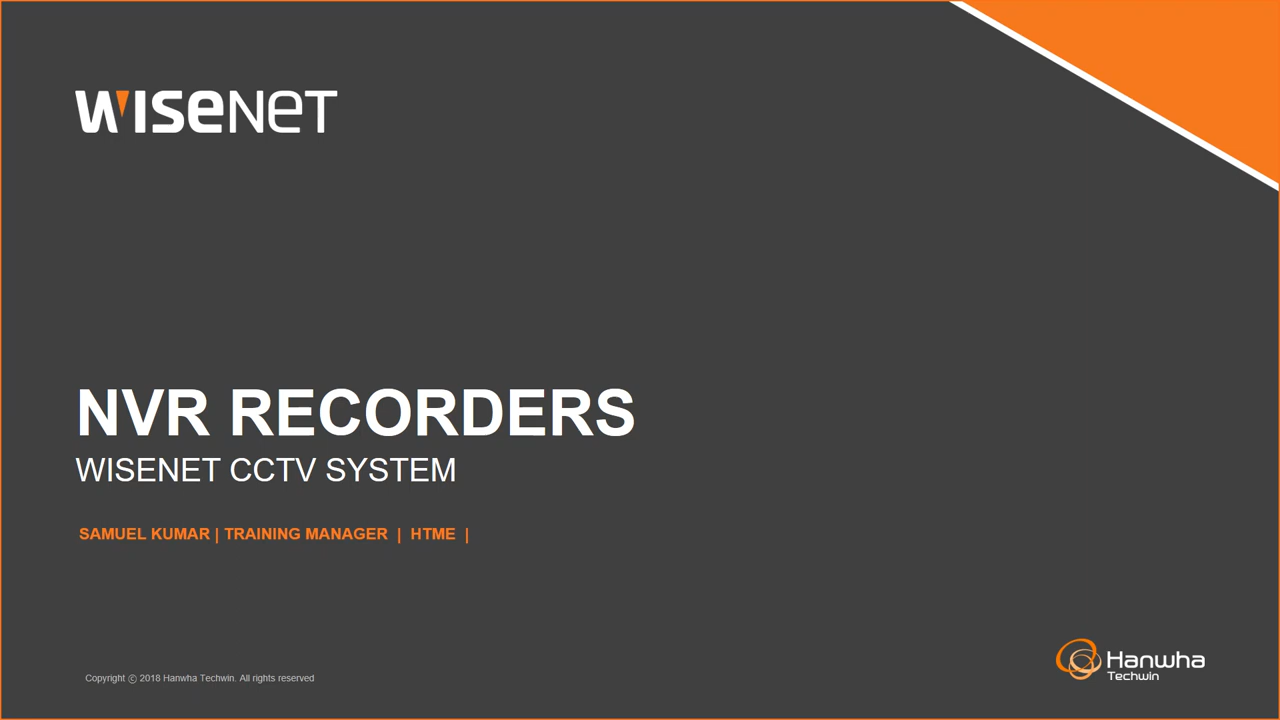 WISENET
NVR RECORDERS
WISENET CCTV SYSTEM
SAMUEL KUMAR | TRAINING MANAGER | HTME |
Copyright ⓒ 2018 Hanwha Techwin. All rights reserved
Hanwha
Techwin